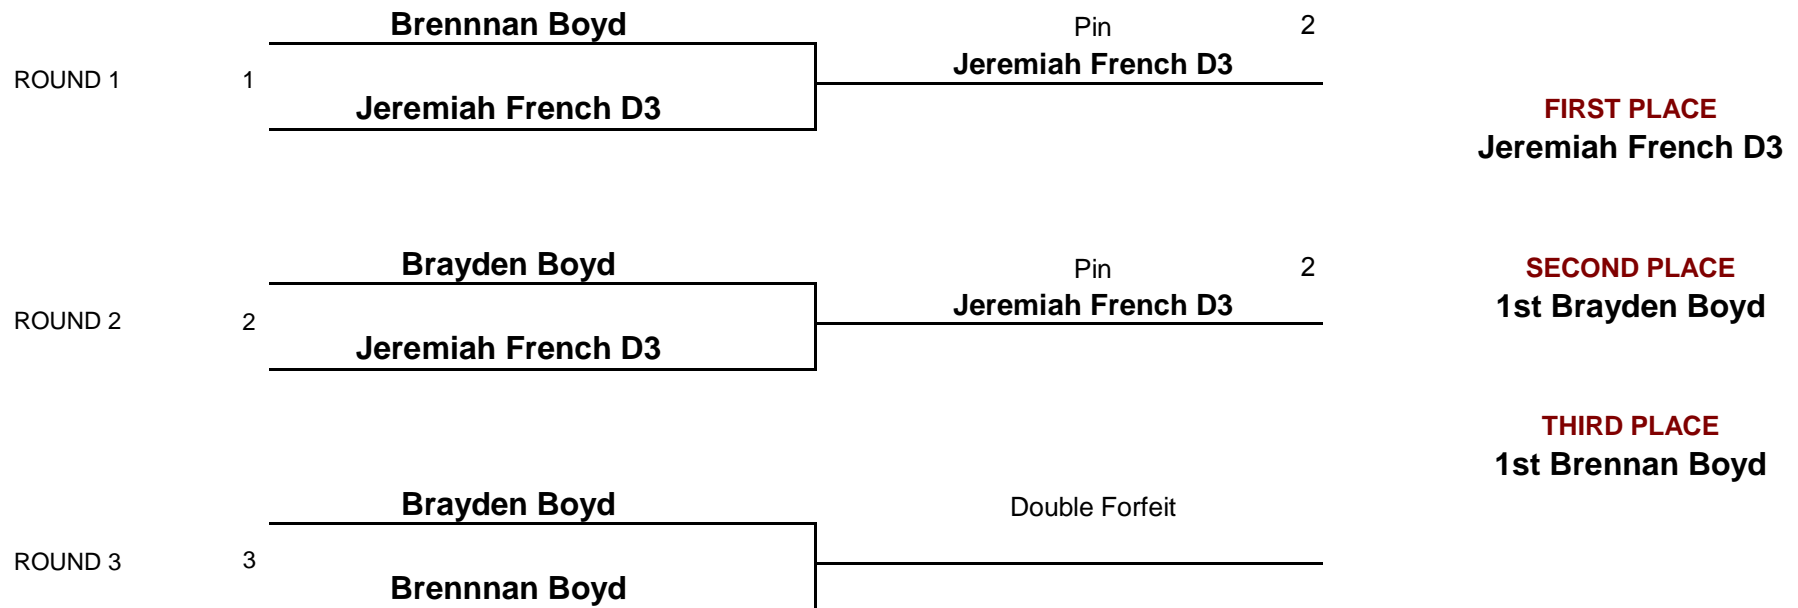 Brennnan Boyd
Pin 2
Jeremiah French D3
ROUND 1 1
Jeremiah French D3
FIRST PLACE
Jeremiah French D3
Brayden Boyd
Pin 2
SECOND PLACE
Jeremiah French D3
1st Brayden Boyd
ROUND 2 2
Jeremiah French D3
THIRD PLACE
1st Brennan Boyd
Brayden Boyd
Double Forfeit
ROUND 3 3
Brennnan Boyd